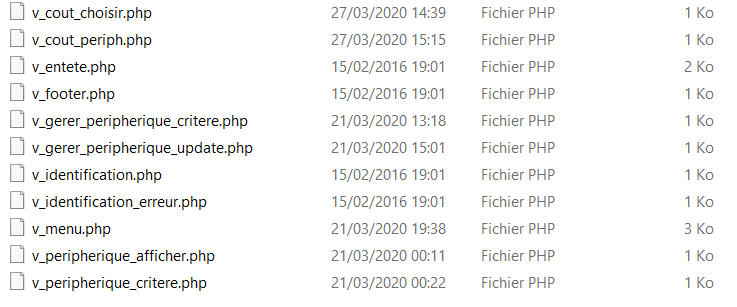 v_cout_choisir.php 27/03/2020 14:39 Fichier PHP 1 Ko
v_cout_periph.php 27/03/2020 15:15 Fichier PHP 1 Ko
v_entete.php 15/02/2016 19:01 Fichier PHP 2 Ko
v_footer.php 15/02/2016 19:01 Fichier PHP 1 Ko
v_gerer_peripherique_critere.php 21/03/2020 13:18 Fichier PHP 1 Ko
v_gerer_peripherique_update.php 21/03/2020 15:01 Fichier PHP 1 Ko
v_identification.php 15/02/2016 19:01 Fichier PHP 1 Ko
v_identification_erreur.php 15/02/2016 19:01 Fichier PHP 1 Ko
v_menu.php 21/03/2020 19:38 Fichier PHP 3 Ko
v_peripherique_afficher.php 21/03/2020 00:11 Fichier PHP 1 Ko
v_peripherique_critere.php 21/03/2020 00:22 Fichier PHP 1 Ko